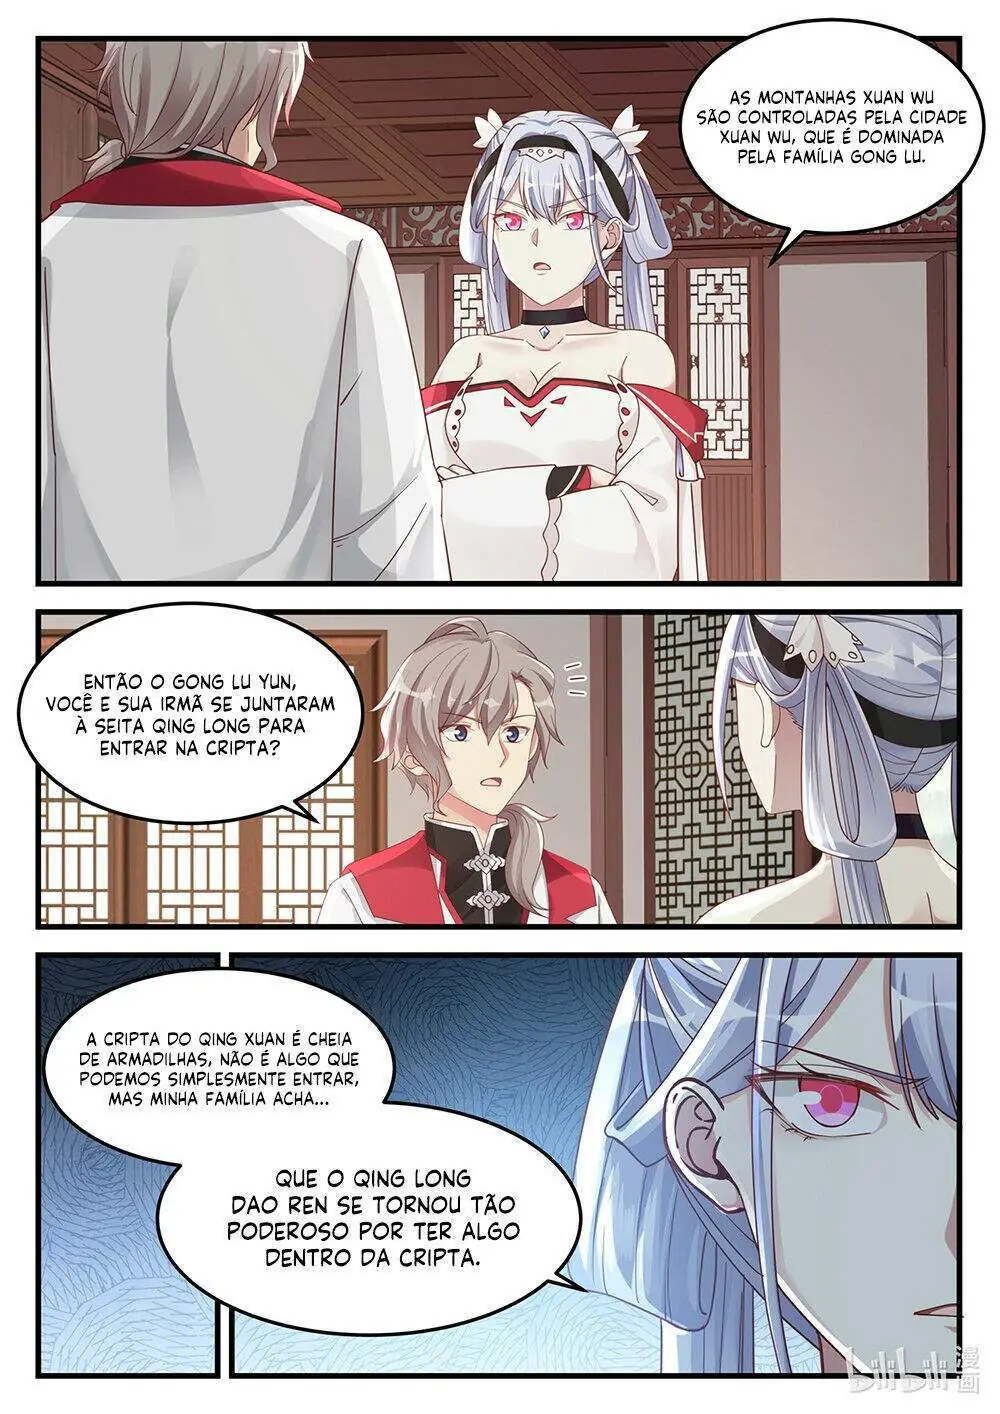 AS MONTANHAS XUAN WU
SÃO CONTROLADAS PELA CIDADE
XUAN WU, QUE É DOMINADA
PELA FAMÍLIA GONG LU.
ENTÃO O GONG LU YUN,
VOCÊ E SUA IRMÃ SE JUNTARAM
À SEITA QING LONG PARA
ENTRAR NA CRIPTA?
A CRIPTA DO QING XUAN É CHEIA
DE ARMADILHAS, NÃO É ALGO QUE
PODEMOS SIMPLESMENTE ENTRAR,
MAS MINHA FAMÍLIA ACHA...
QUE O QING LONG
DAO REN SE TORNOU TÃO
PODEROSO POR TER ALGO
DENTRO DA CRIPTA.
bilibili 漫画